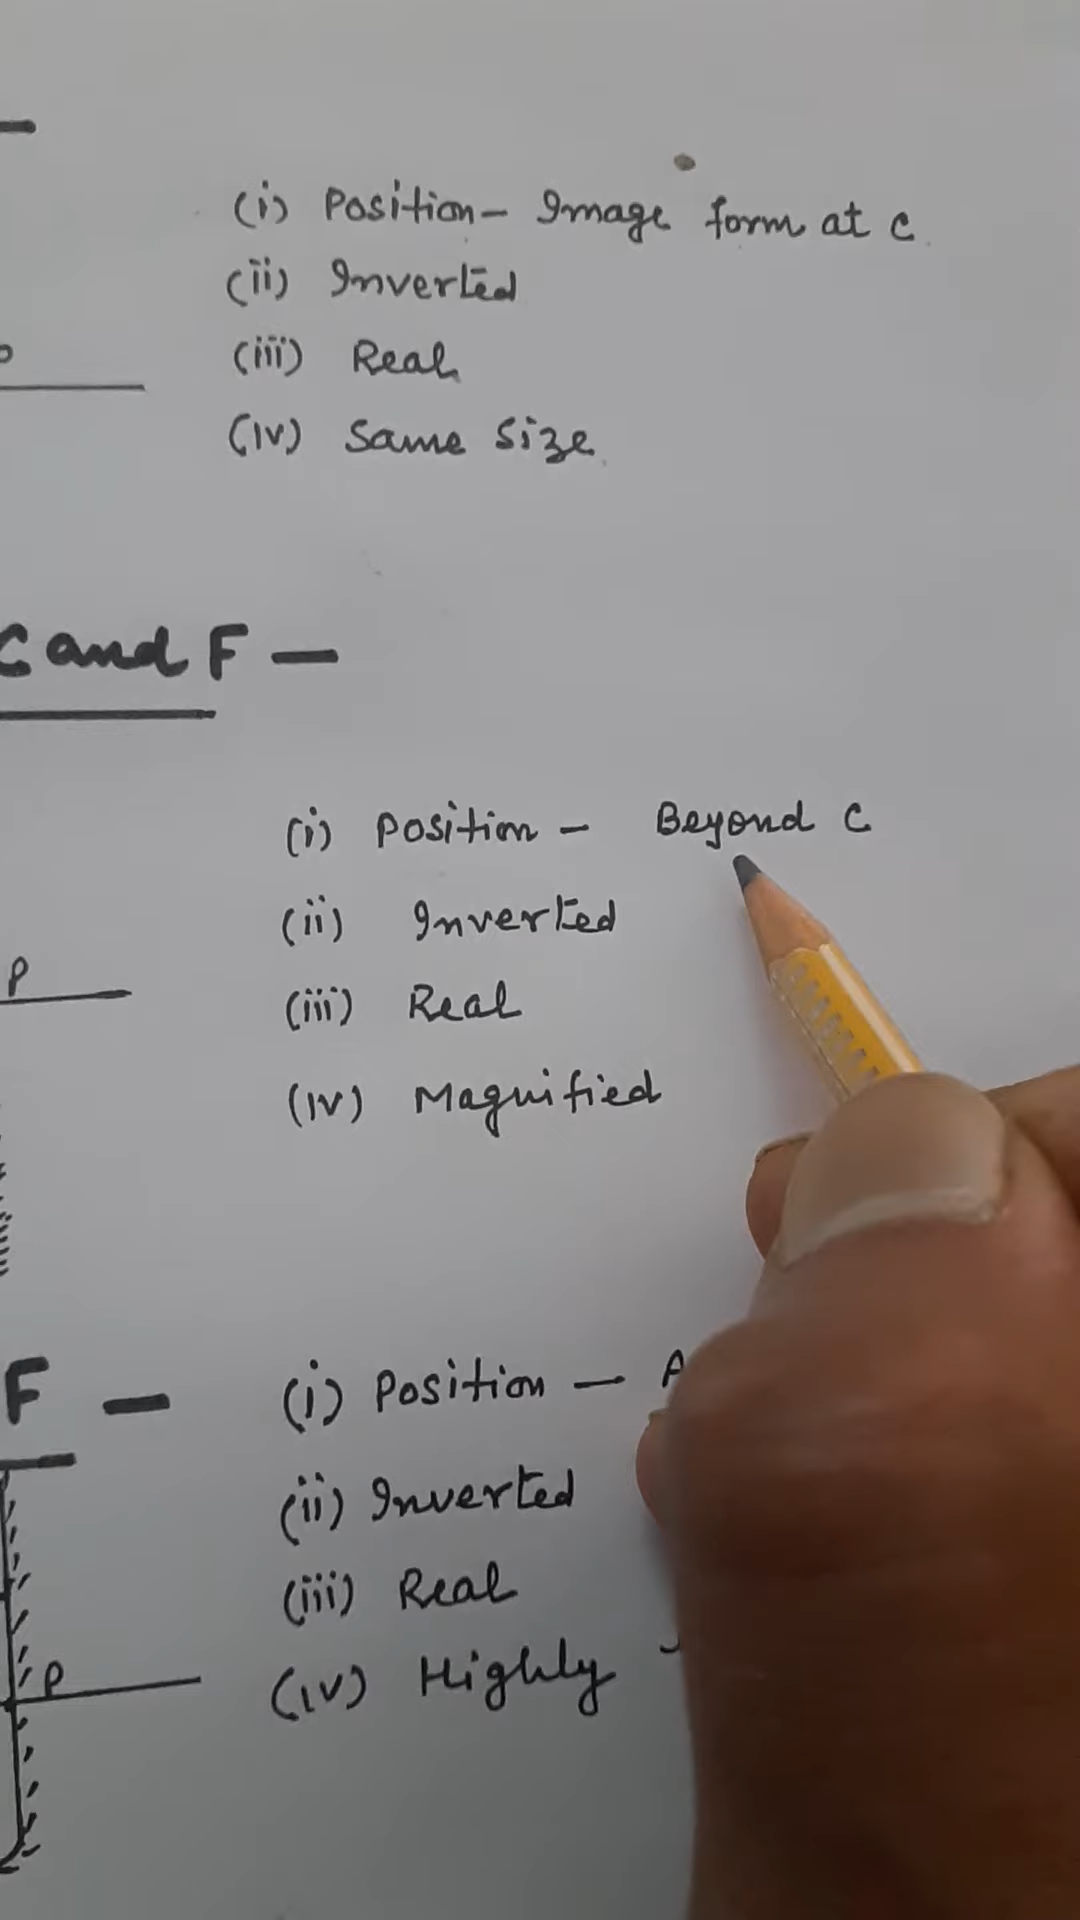 (i) Position - Image form at C
(ii) Inverted
(iii) Real
(iv) Same Size
C and F -
(i) Position - Beyond C
(ii) Inverted
P
(iii) Real
(iv) Magnified
F -
(i) Position - A
(ii) Inverted
(iii) Real
P
(iv) Highly